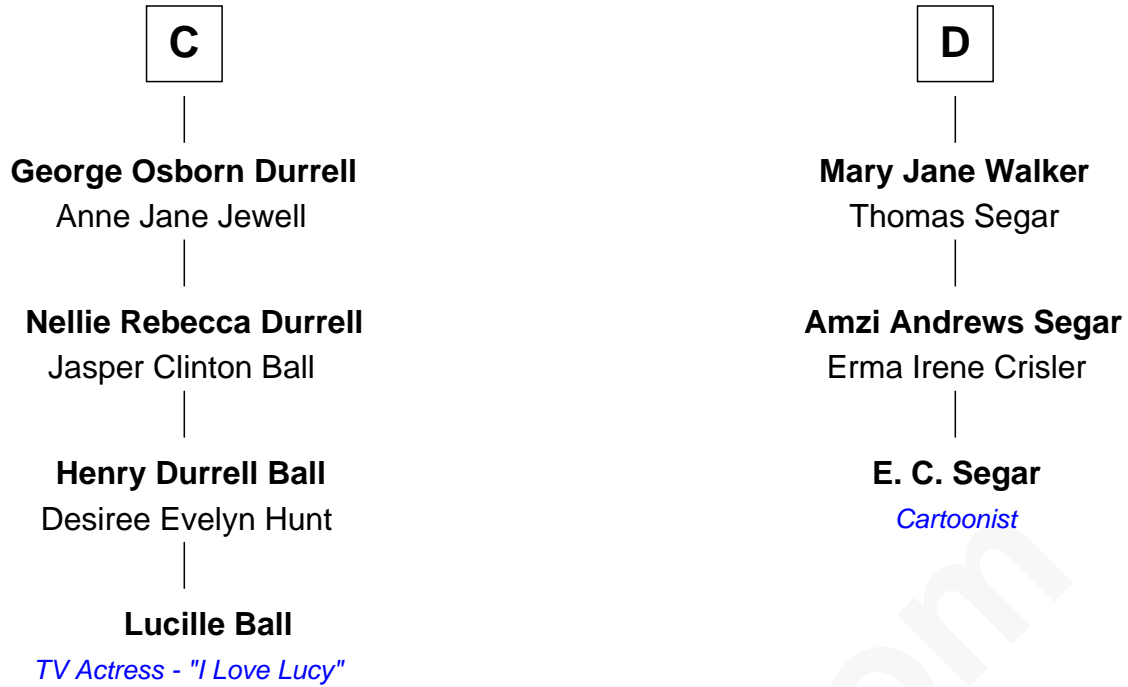 C
George Osborn Durrell
Anne Jane Jewell
Nellie Rebecca Durrell
Jasper Clinton Ball
Henry Durrell Ball
Desiree Evelyn Hunt
Lucille Ball
TV Actress - "I Love Lucy"
D
Mary Jane Walker
Thomas Segar
Amzi Andrews Segar
Erma Irene Crisler
E. C. Segar
Cartoonist
om